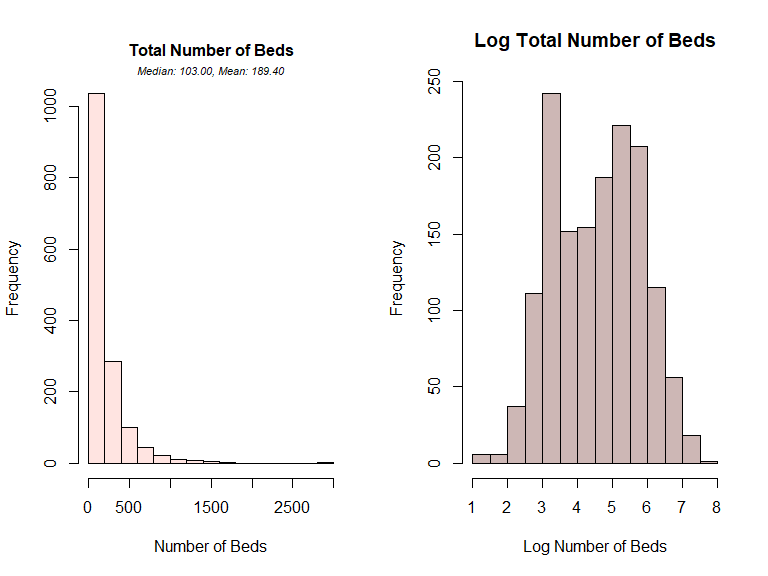 Total Number of Beds
Median: 103.00, Mean: 189.40
Frequency
1000
800
600
400
200
0
0 500 1500 2500
Number of Beds
Log Total Number of Beds
Frequency
250
200
150
100
50
0
1 2 3 4 5 6 7 8
Log Number of Beds